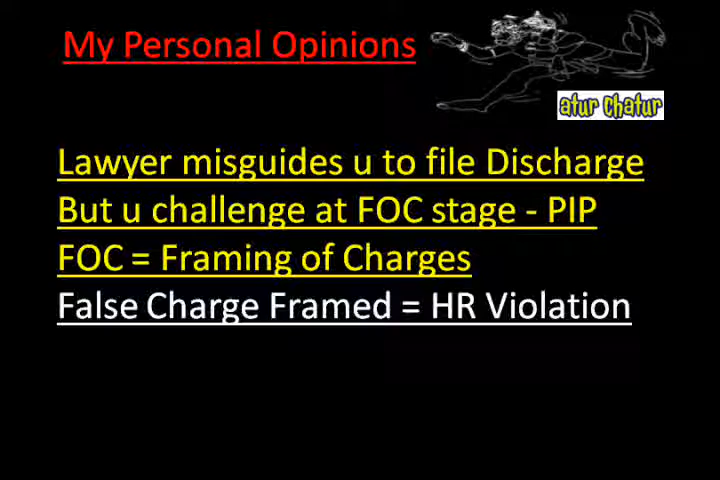 My Personal Opinions
atur chatur
Lawyer misguides u to file Discharge
But u challenge at FOC stage - PIP
FOC = Framing of Charges
False Charge Framed = HR Violation